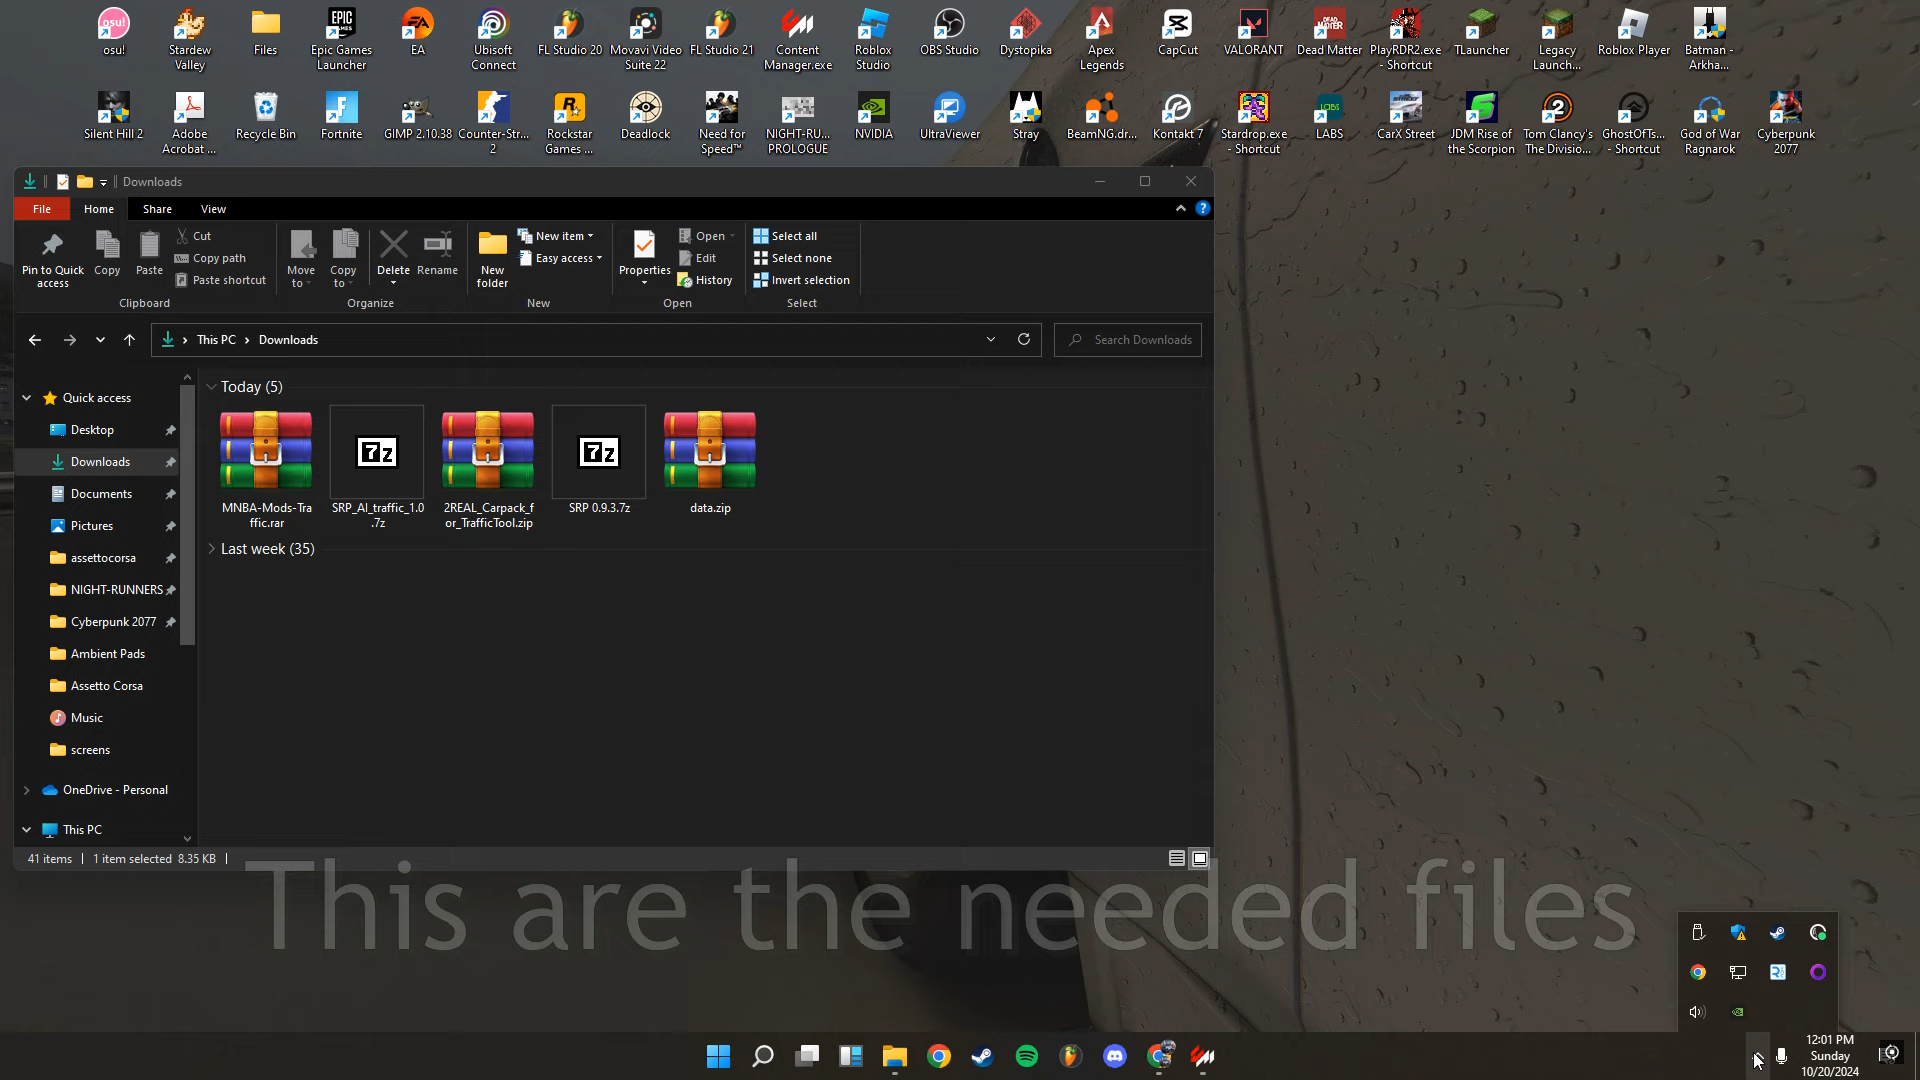 osu!
Stardew
Valley
Files
Epic Games
Launcher
EA
Ubisoft
Connect
FL Studio 20
Movavi Video
Suite 22
FL Studio 21
Content
Manager.exe
Roblox
Studio
OBS Studio
Dystopika
Apex
Legends
CapCut
VALORANT
Dead Matter
PlayRDR2.exe
- Shortcut
TLauncher
Legacy
Launch...
Roblox Player
Batman -
Arkha...
Silent Hill 2
Adobe
Acrobat ...
Recycle Bin
Fortnite
GIMP 2.10.38
Counter-Str...
2
Rockstar
Games ...
Deadlock
Need for
Speed™
NIGHT-RU...
PROLOGUE
NVIDIA
UltraViewer
Stray
BeamNG.dr...
Kontakt 7
Stardrop.exe
- Shortcut
LABS
CarX Street
JDM Rise of
the Scorpion
Tom Clancy's
The Divisio...
GhostOfTs...
- Shortcut
God of War
Ragnarok
Cyberpunk
2077
Downloads
File Home Share View
Pin to Quick
access
Copy
Paste
Cut
Copy path
Paste shortcut
Clipboard
Move
to
Copy
to
Delete
Rename
Organize
New
folder
New item
Easy access
New
Properties
Open
Edit
History
Open
Select all
Select none
Invert selection
Select
This PC > Downloads
Search Downloads
Quick access
Desktop
Downloads
Documents
Pictures
assettocorsa
NIGHT-RUNNERS
Cyberpunk 2077
Ambient Pads
Assetto Corsa
Music
screens
OneDrive - Personal
This PC
Today (5)
MNBA-Mods-Tra
ffic.rar
SRP_AI_traffic_1.0
.7z
2REAL_Carpack_f
or_TrafficTool.zip
SRP 0.9.3.7z
data.zip
Last week (35)
41 items
1 item selected 8.35 KB
This are the needed files
12:01 PM
Sunday
10/20/2024